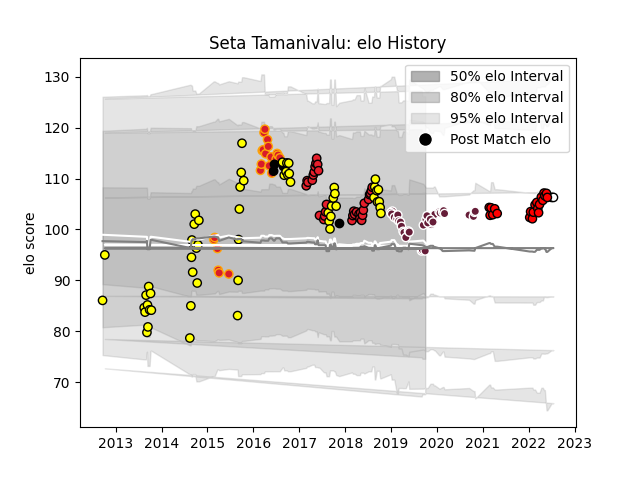 Seta Tamanivalu: elo History
50% elo Interval
80% elo Interval
95% elo Interval
Post Match elo
elo score
130
120
110
100
90
80
70
2013 2014 2015 2016 2017 2018 2019 2020 2021 2022 2023